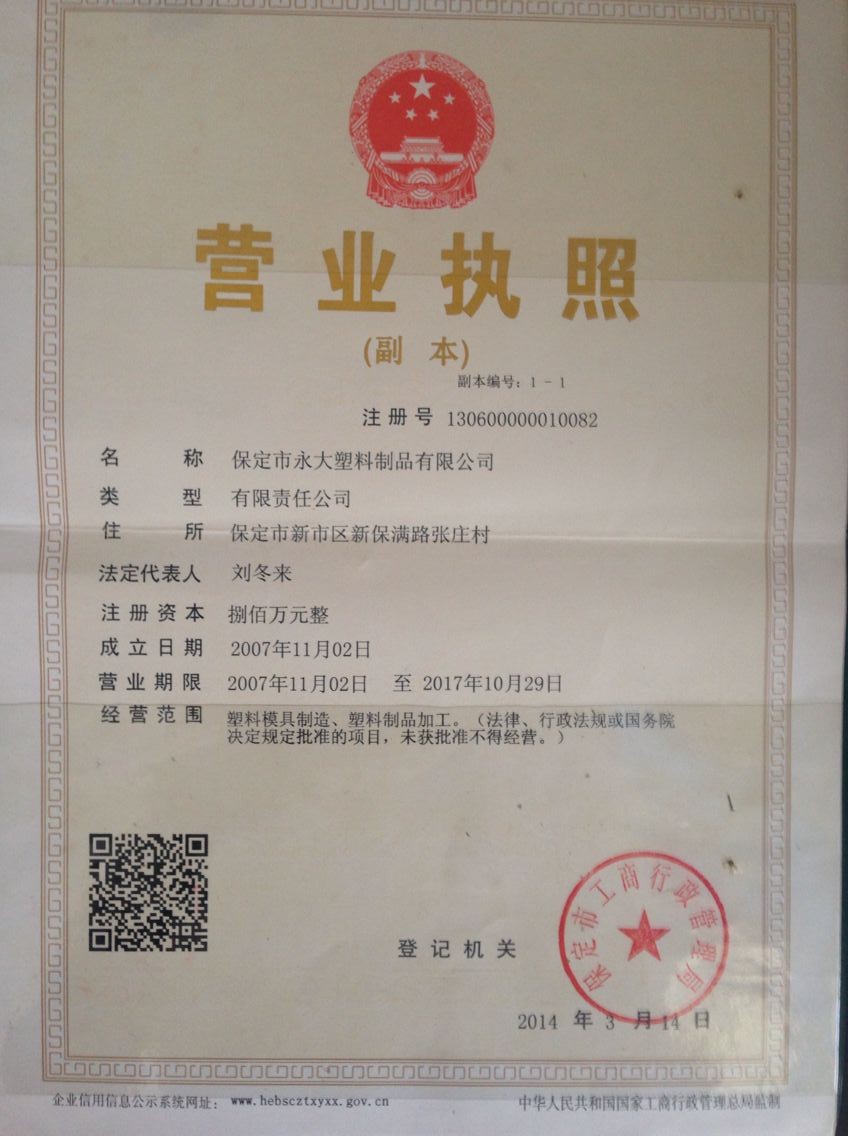 营业执照
(副 本)
副本编号：1 - 1
注册号 130600000010082
名 称 保定市永大塑料制品有限公司
类 型 有限责任公司
住 所 保定市新市区新保满路张庄村
法定代表人 刘冬来
注册资本 捌佰万元整
成立日期 2007年11月02日
营业期限 2007年11月02日 至 2017年10月29日
经营范围 塑料模具制造、塑料制品加工。（法律、行政法规或国务院
决定规定批准的项目，未获批准不得经营。）
保定市工商行政管理局
登记机关
2014 年 3 月 14 日
企业信用信息公示系统网址： www.hebscztxyxx.gov.cn
中华人民共和国国家工商行政管理总局监制